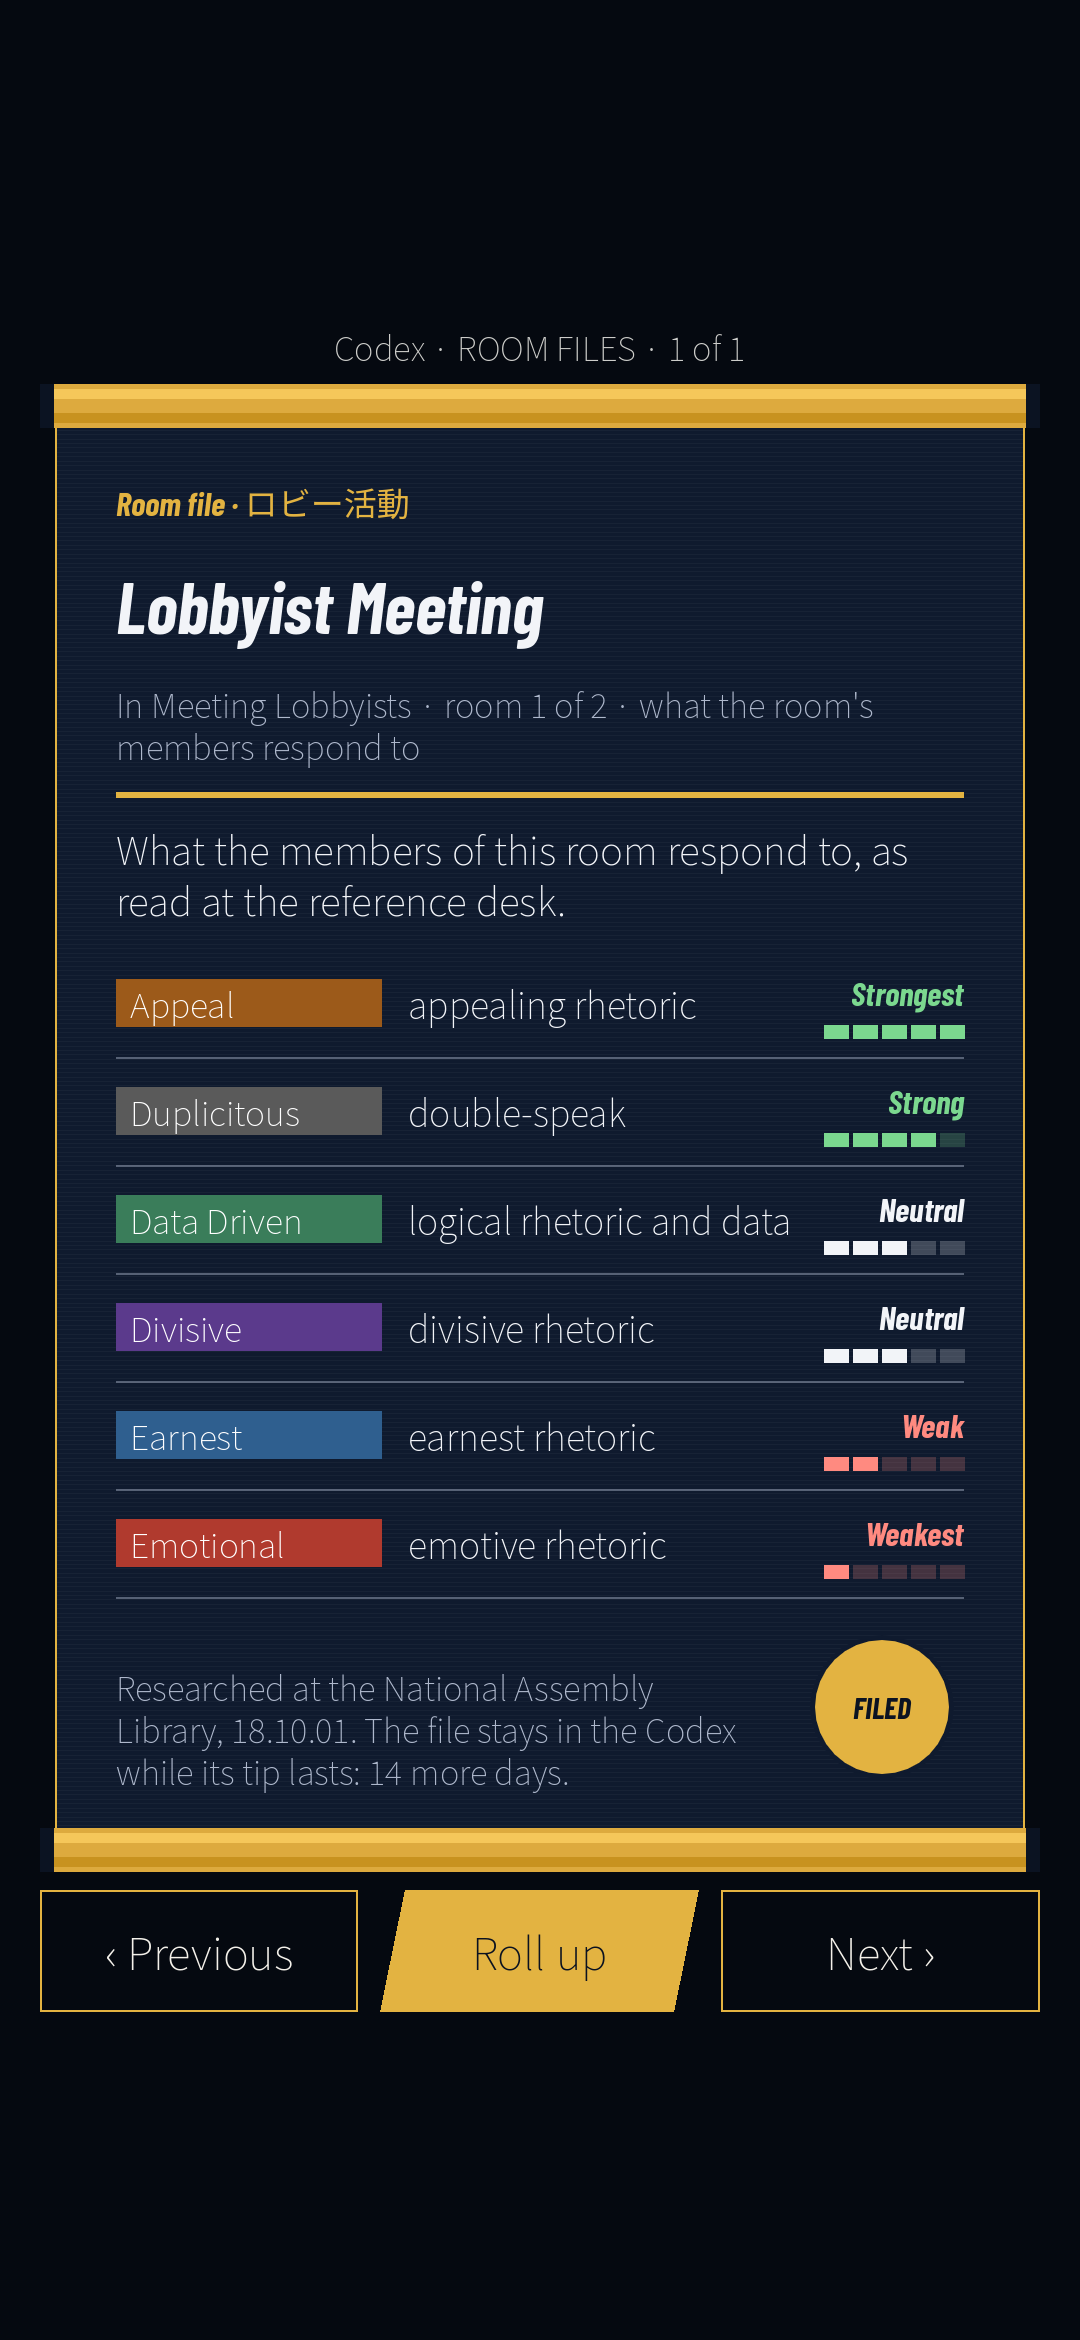 Codex · ROOM FILES · 1 of 1
Room file · ロビー活動
Lobbyist Meeting
In Meeting Lobbyists · room 1 of 2 · what the room's
members respond to
What the members of this room respond to, as
read at the reference desk.
Appeal appealing rhetoric Strongest
Duplicitous double-speak Strong
Data Driven logical rhetoric and data Neutral
Divisive divisive rhetoric Neutral
Earnest earnest rhetoric Weak
Emotional emotive rhetoric Weakest
Researched at the National Assembly
Library, 18.10.01. The file stays in the Codex
while its tip lasts: 14 more days.
FILED
‹ Previous Roll up Next ›